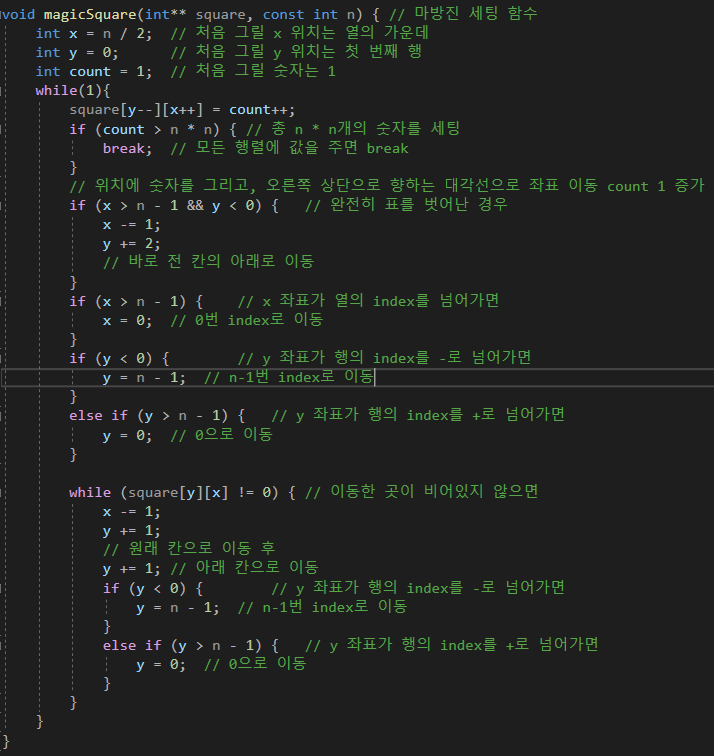 void magicSquare(int** square, const int n) { // 마방진 세팅 함수
    int x = n / 2;  // 처음 그릴 x 위치는 열의 가운데
    int y = 0;      // 처음 그릴 y 위치는 첫 번째 행
    int count = 1;  // 처음 그릴 숫자는 1
    while(1){
        square[y--][x++] = count++;
        if (count > n * n) { // 총 n * n개의 숫자를 세팅
            break;  // 모든 행렬에 값을 주면 break
        }
        // 위치에 숫자를 그리고, 오른쪽 상단으로 향하는 대각선으로 좌표 이동 count 1 증가
        if (x > n - 1 && y < 0) {   // 완전히 표를 벗어난 경우
            x -= 1;
            y += 2;
            // 바로 전 칸의 아래로 이동
        }
        if (x > n - 1) {    // x 좌표가 열의 index를 넘어가면
            x = 0;  // 0번 index로 이동
        }
        if (y < 0) {        // y 좌표가 행의 index를 -로 넘어가면
            y = n - 1;  // n-1번 index로 이동
        }
        else if (y > n - 1) {   // y 좌표가 행의 index를 +로 넘어가면
            y = 0;  // 0으로 이동
        }

        while (square[y][x] != 0) { // 이동한 곳이 비어있지 않으면
            x -= 1;
            y += 1;
            // 원래 칸으로 이동 후
            y += 1; // 아래 칸으로 이동
            if (y < 0) {        // y 좌표가 행의 index를 -로 넘어가면
                y = n - 1;  // n-1번 index로 이동
            }
            else if (y > n - 1) {   // y 좌표가 행의 index를 +로 넘어가면
                y = 0;  // 0으로 이동
            }
        }
    }
}